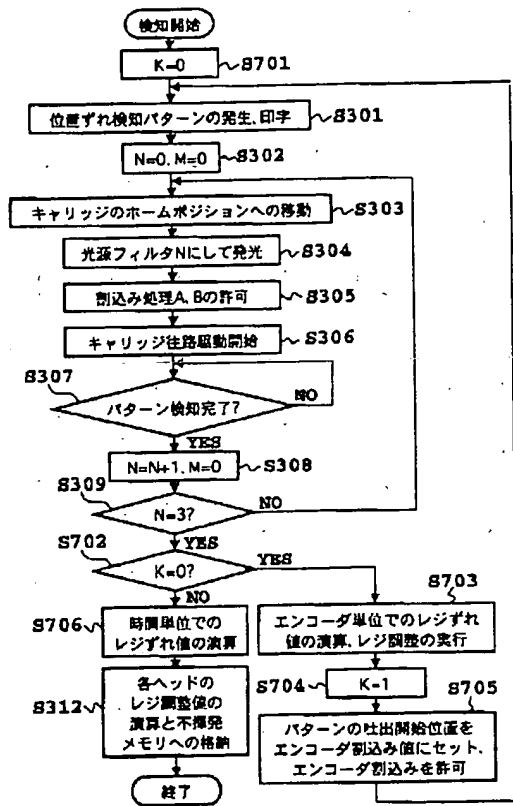 検知開始
K=0
S701
位置ずれ検知パターンの発生、印字
S301
N=0, M=0
S302
キャリッジのホームポジションへの移動
S303
光源フィルタNにして発光
S304
割込み処理A、Bの許可
S305
キャリッジ往路駆動開始
S306
S307
パターン検知完了?
NO
YES
N=N+1, M=0
S308
S309
N=3?
NO
YES
S702
K=0?
YES
NO
S706
時間単位での
レジずれ値の演算
S703
エンコーダ単位でのレジずれ
値の演算、レジ調整の実行
S312
各ヘッドの
レジ調整値の
演算と不揮発
メモリへの格納
S704
K=1
S705
パターンの吐出開始位置を
エンコーダ割込み値にセット、
エンコーダ割込みを許可
終了